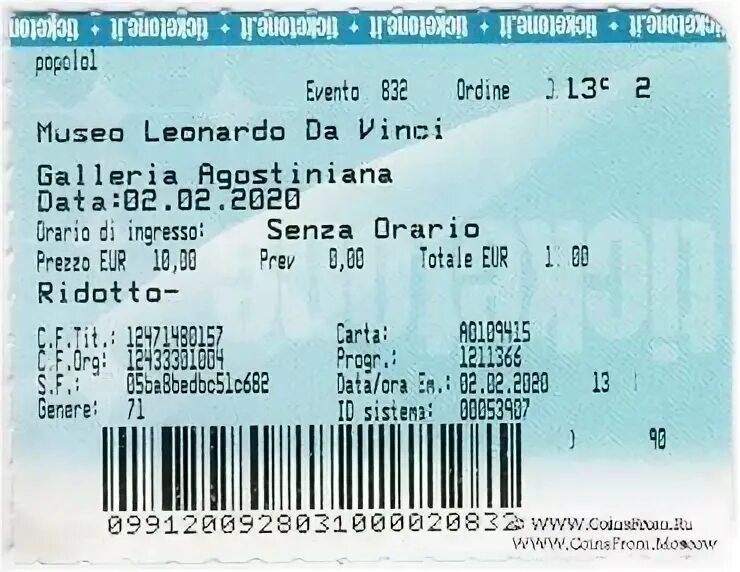 ticketone.it ticketone.it ticketone.it ticketone.it ticketone.it
popolo1
Evento 832 Ordine 2
Museo Leonardo Da Vinci
Galleria Agostiniana
Data:02.02.2020
Orario di ingresso: Senza Orario
Prezzo EUR 10,00 Prev 0,00 Totale EUR
Ridotto-
C.F.Tit.: 12471480157 Carta: A0109415
C.F.Org: 12433301004 Progr.: 1211366
S.F.: 05ba8bedbc51c682 Data/ora Em.: 02.02.2020 13
Genere: 71 ID sistema: 00053907
90
099120092803100002083
© WWW.CoinsFrom.Ru
WWW.CoinsFrom.Moscow